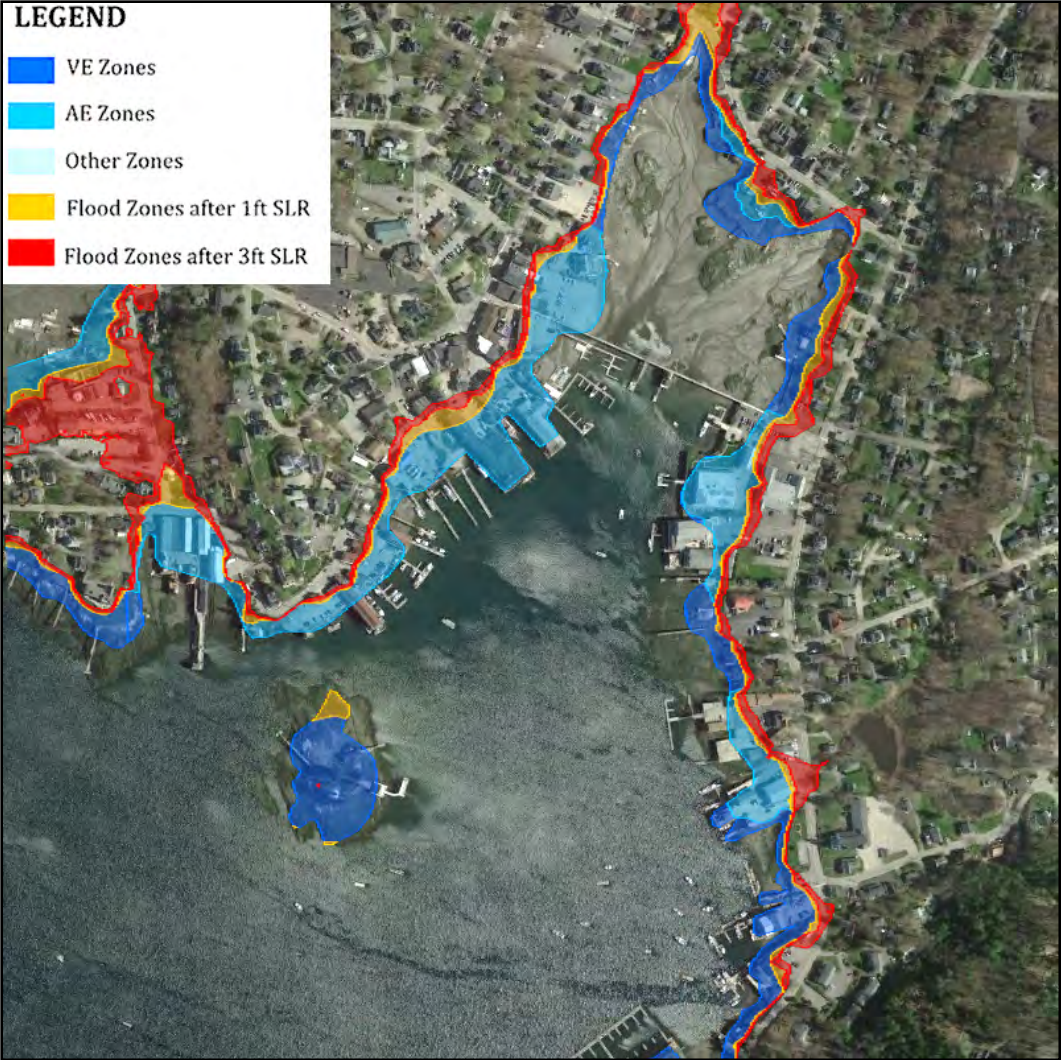 LEGEND
VE Zones
AE Zones
Other Zones
Flood Zones after 1ft SLR
Flood Zones after 3ft SLR